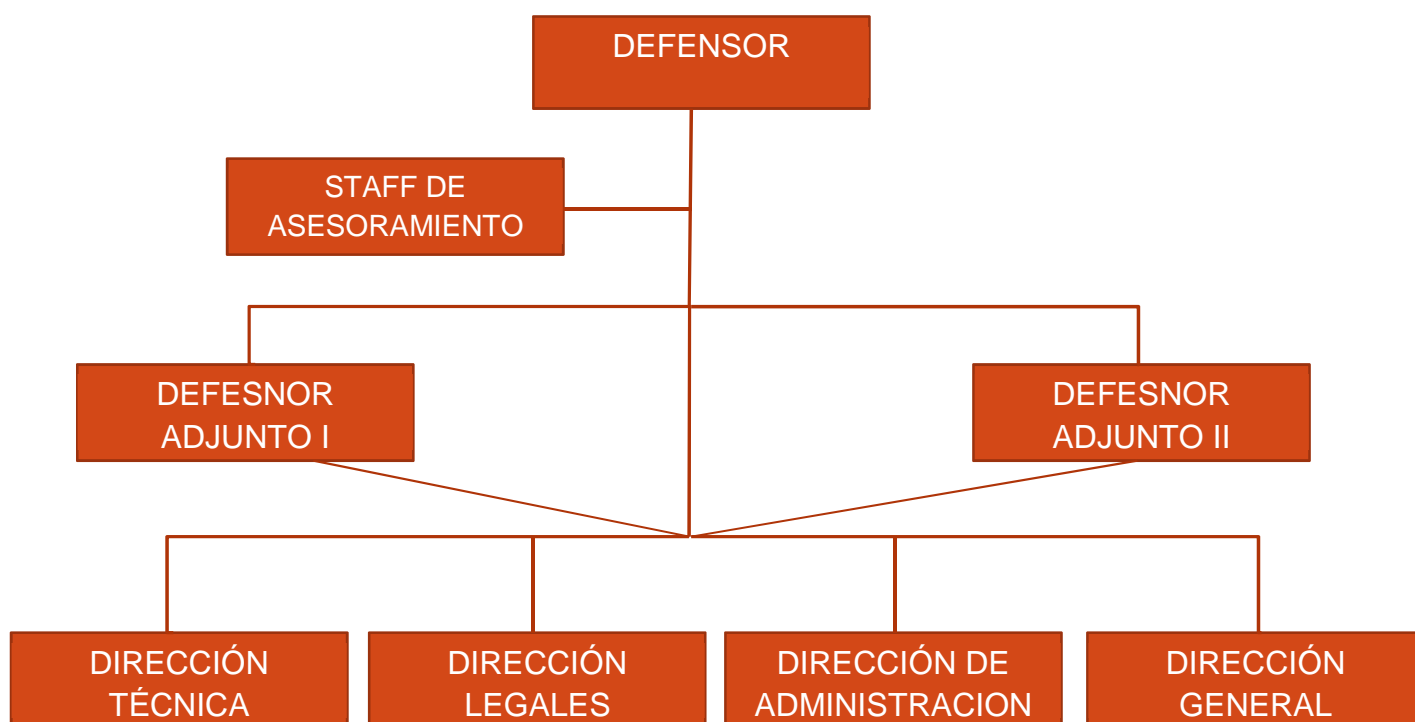 DEFENSOR
STAFF DE
ASESORAMIENTO
DEFESNOR
ADJUNTO I
DEFESNOR
ADJUNTO II
DIRECCIÓN
TÉCNICA
DIRECCIÓN
LEGALES
DIRECCIÓN DE
ADMINISTRACION
DIRECCIÓN
GENERAL